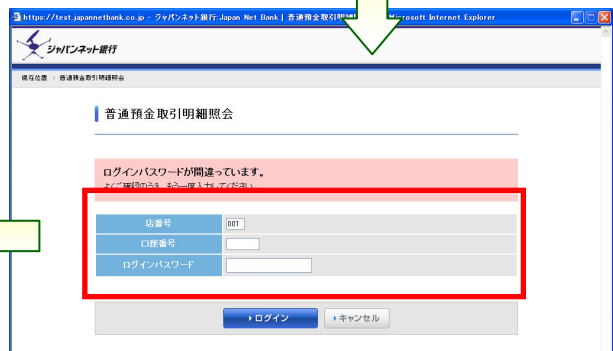 https://test.japannetbank.co.jp - ジャパンネット銀行:Japan Net Bank | 普通預金取引明細 Microsoft Internet Explorer
ジャパンネット銀行
現在位置 : 普通預金取引明細照会
普通預金取引明細照会
ログインパスワードが間違っています。
よくご確認のうえ、もう一度入力してください。
店番号 001
口座番号
ログインパスワード
ログイン キャンセル